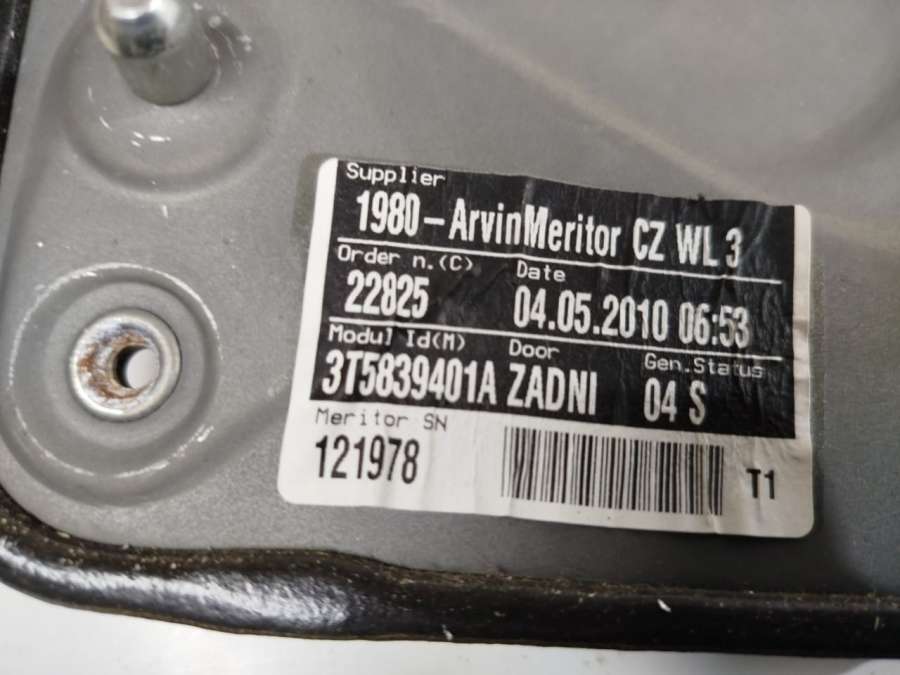 Supplier
1980-ArvinMeritor CZ WL 3
Order n.(C) Date
22825 04.05.2010 06:53
Modul Id(M) Door Gen.Status
3T5839401A ZADNI 04 S
Meritor SN
121978 T1